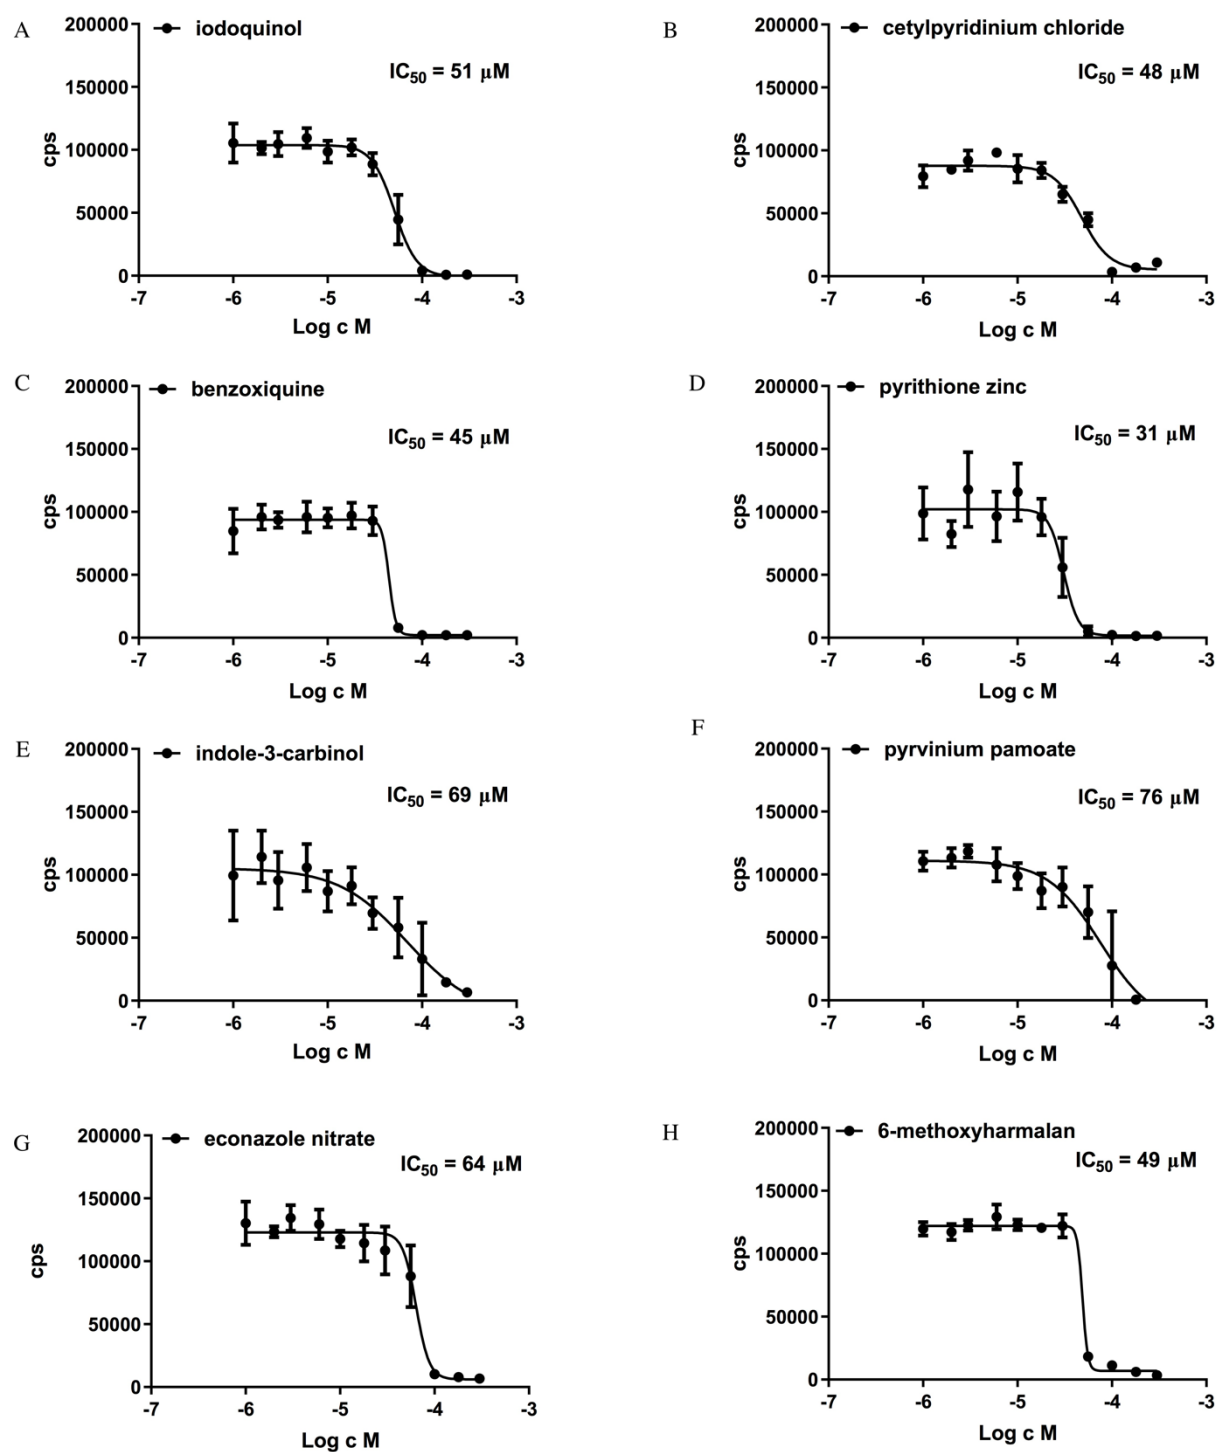 A
200000
iodoquinol
IC50 = 51 µM
150000
100000
50000
0
cps
-7 -6 -5 -4 -3
Log c M
B
200000
cetylpyridinium chloride
IC50 = 48 µM
150000
100000
50000
0
cps
-7 -6 -5 -4 -3
Log c M
C
200000
benzoxiquine
IC50 = 45 µM
150000
100000
50000
0
cps
-7 -6 -5 -4 -3
Log c M
D
200000
pyrithione zinc
IC50 = 31 µM
150000
100000
50000
0
cps
-7 -6 -5 -4 -3
Log c M
E
200000
indole-3-carbinol
IC50 = 69 µM
150000
100000
50000
0
cps
-7 -6 -5 -4 -3
Log c M
F
200000
pyrvinium pamoate
IC50 = 76 µM
150000
100000
50000
0
cps
-7 -6 -5 -4 -3
Log c M
G
200000
econazole nitrate
IC50 = 64 µM
150000
100000
50000
0
cps
-7 -6 -5 -4 -3
Log c M
H
200000
6-methoxyharmalan
IC50 = 49 µM
150000
100000
50000
0
cps
-7 -6 -5 -4 -3
Log c M